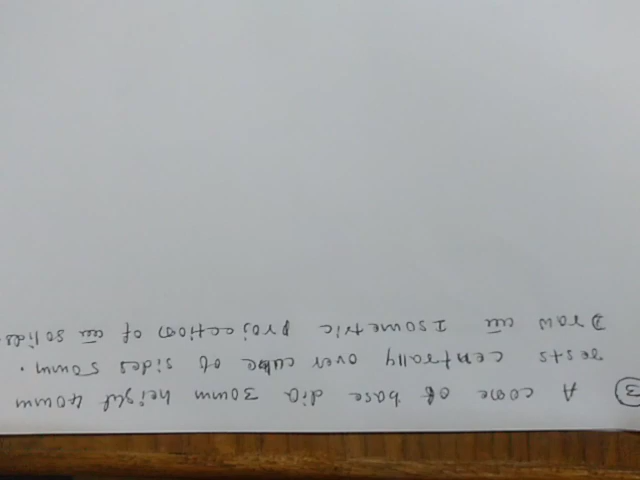 ③ A cone of base dia 30mm height 40mm
rests centrally over cube of sides 50mm.
Draw the Isometric projection of the solids.